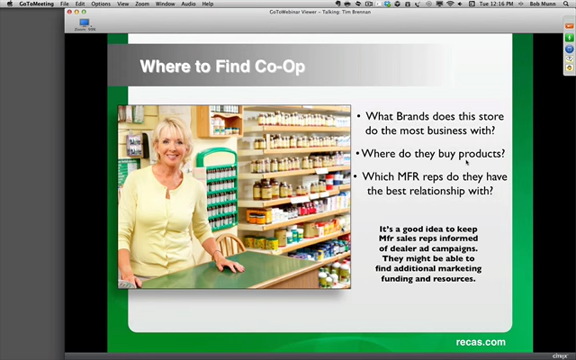 GoToMeeting File Edit Options View Zoom Window Audio Help
Tue 12:16 PM Bob Munn
GoToWebinar Viewer - Talking: Tim Brennan
Where to Find Co-Op
• What Brands does this store
do the most business with?
• Where do they buy products?
• Which MFR reps do they have
the best relationship with?
It's a good idea to keep
Mfr sales reps informed
of dealer ad campaigns.
They might be able to
find additional marketing
funding and resources.
recas.com
citrix